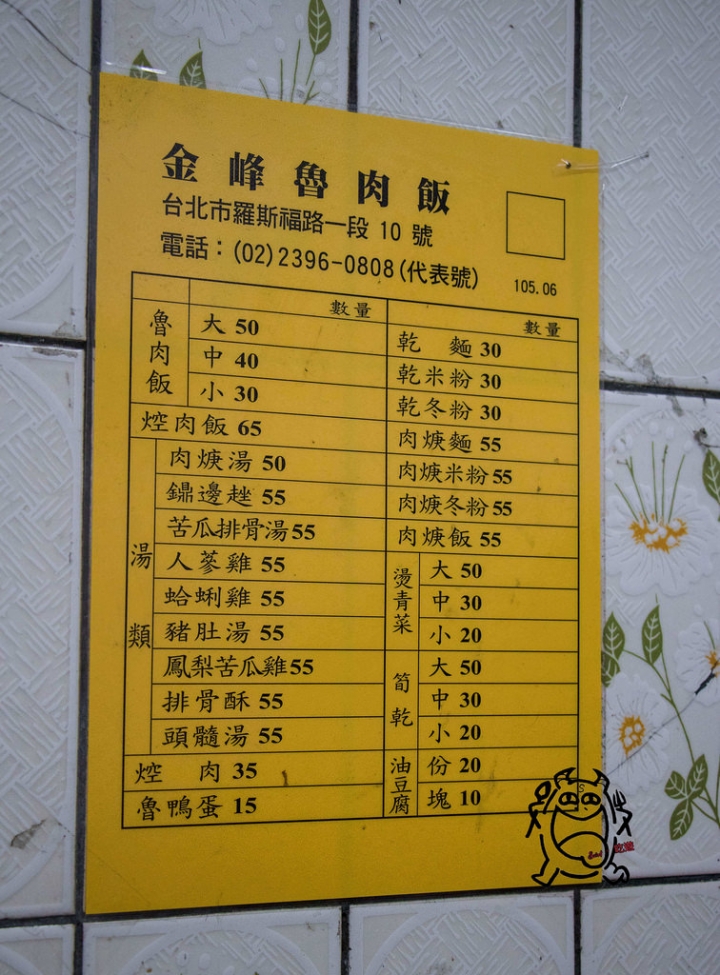 金峰魯肉飯
台北市羅斯福路一段 10 號
電話：(02)2396-0808(代表號)
105.06
數量
魯肉飯
大 50
中 40
小 30
焢肉飯 65
湯類
肉焿湯 50
鼎邊趖 55
苦瓜排骨湯 55
人蔘雞 55
蛤蜊雞 55
豬肚湯 55
鳳梨苦瓜雞 55
排骨酥 55
頭髓湯 55
焢肉 35
魯鴨蛋 15
數量
乾麵 30
乾米粉 30
乾冬粉 30
肉焿麵 55
肉焿米粉 55
肉焿冬粉 55
肉焿飯 55
燙青菜
大 50
中 30
小 20
筍乾
大 50
中 30
小 20
油豆腐
份 20
塊 10